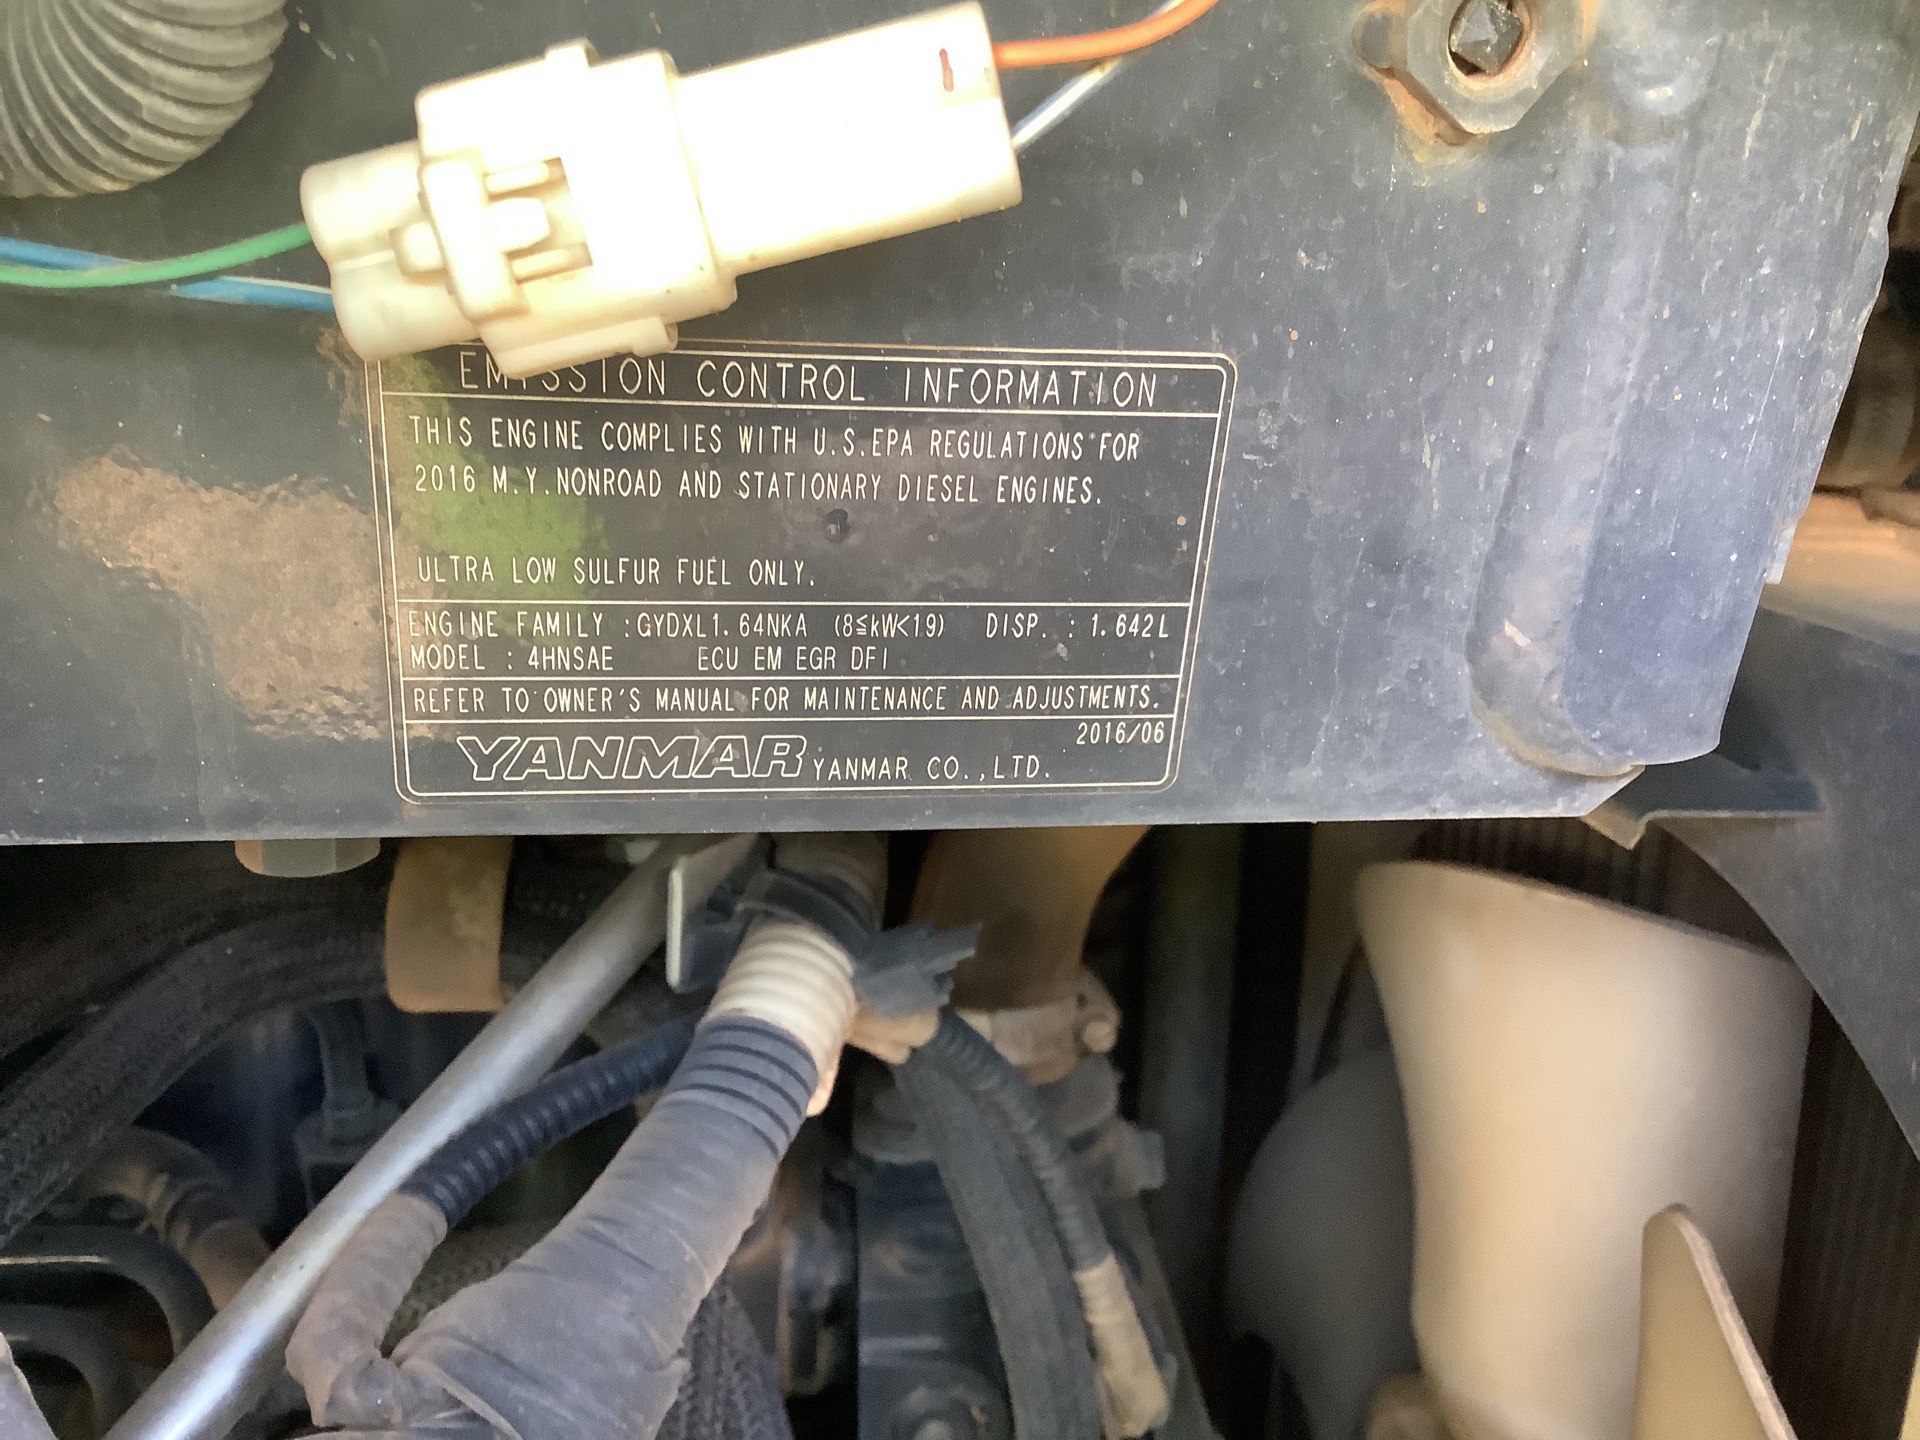 EMISSION CONTROL INFORMATION
THIS ENGINE COMPLIES WITH U.S.EPA REGULATIONS FOR
2016 M.Y.NONROAD AND STATIONARY DIESEL ENGINES.
ULTRA LOW SULFUR FUEL ONLY.
ENGINE FAMILY :GYDXL1.64NKA (8≦kW<19) DISP. : 1.642L
MODEL : 4HNSAE ECU EM EGR DFI
REFER TO OWNER'S MANUAL FOR MAINTENANCE AND ADJUSTMENTS.
2016/06
YANMAR YANMAR CO.,LTD.